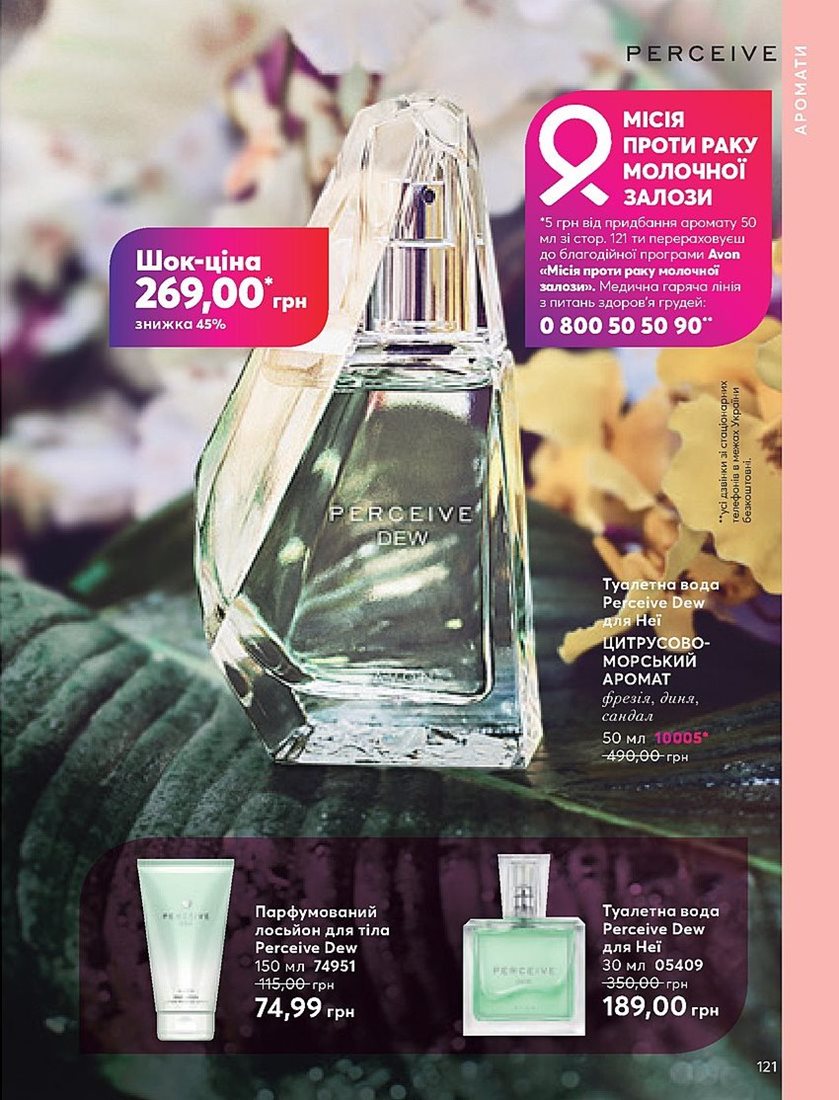 PERCEIVE
АРОМАТИ
МІСІЯ
ПРОТИ РАКУ
МОЛОЧНОЇ
ЗАЛОЗИ
*5 грн від придбання аромату 50
мл зі стор. 121 ти перераховуєш
до благодійної програми Avon
«Місія проти раку молочної
залози». Медична гаряча лінія
з питань здоров'я грудей:
0 800 50 50 90**
Шок-ціна
269,00* грн
знижка 45%
**усі дзвінки зі стаціонарних
телефонів в межах України
безкоштовні.
PERCEIVE
DEW
AVON
Туалетна вода
Perceive Dew
для Неї
ЦИТРУСОВО-
МОРСЬКИЙ
АРОМАТ
фрезія, диня,
сандал
50 мл 10005*
490,00 грн
PERCEIVE
Парфумований
лосьйон для тіла
Perceive Dew
150 мл 74951
115,00 грн
74,99 грн
PERCEIVE
DEW
Туалетна вода
Perceive Dew
для Неї
30 мл 05409
350,00 грн
189,00 грн
121